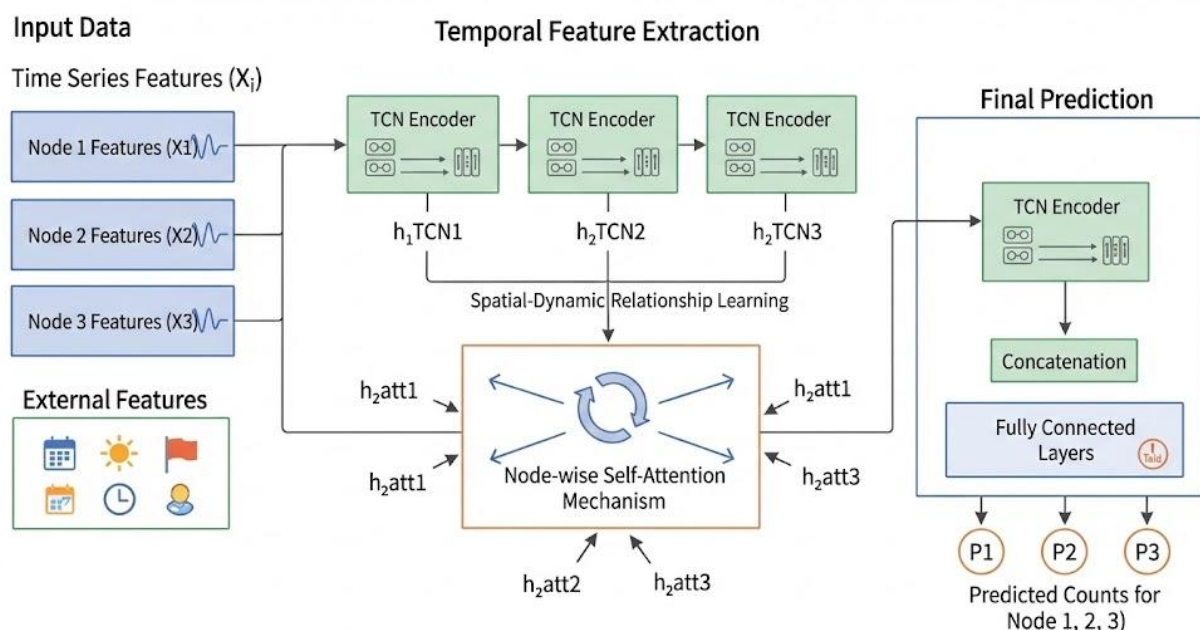 Input Data
Temporal Feature Extraction
Time Series Features (Xᵢ)
Node 1 Features (X1)
Node 2 Features (X2)
Node 3 Features (X3)
External Features
TCN Encoder
TCN Encoder
TCN Encoder
h₁TCN1
h₂TCN2
h₂TCN3
Spatial-Dynamic Relationship Learning
h₂att1
h₂att1
h₂att1
h₂att3
Node-wise Self-Attention
Mechanism
h₂att2
h₂att3
Final Prediction
TCN Encoder
Concatenation
Fully Connected
Layers
P1
P2
P3
Predicted Counts for
Node 1, 2, 3)